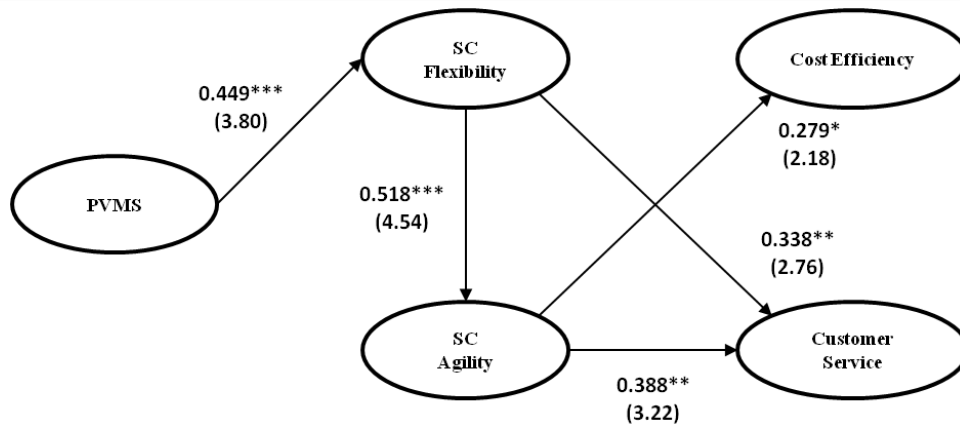 SC
Flexibility
Cost Efficiency
0.449***
(3.80)
0.279*
(2.18)
PVMS
0.518***
(4.54)
0.338**
(2.76)
SC
Agility
Customer
Service
0.388**
(3.22)